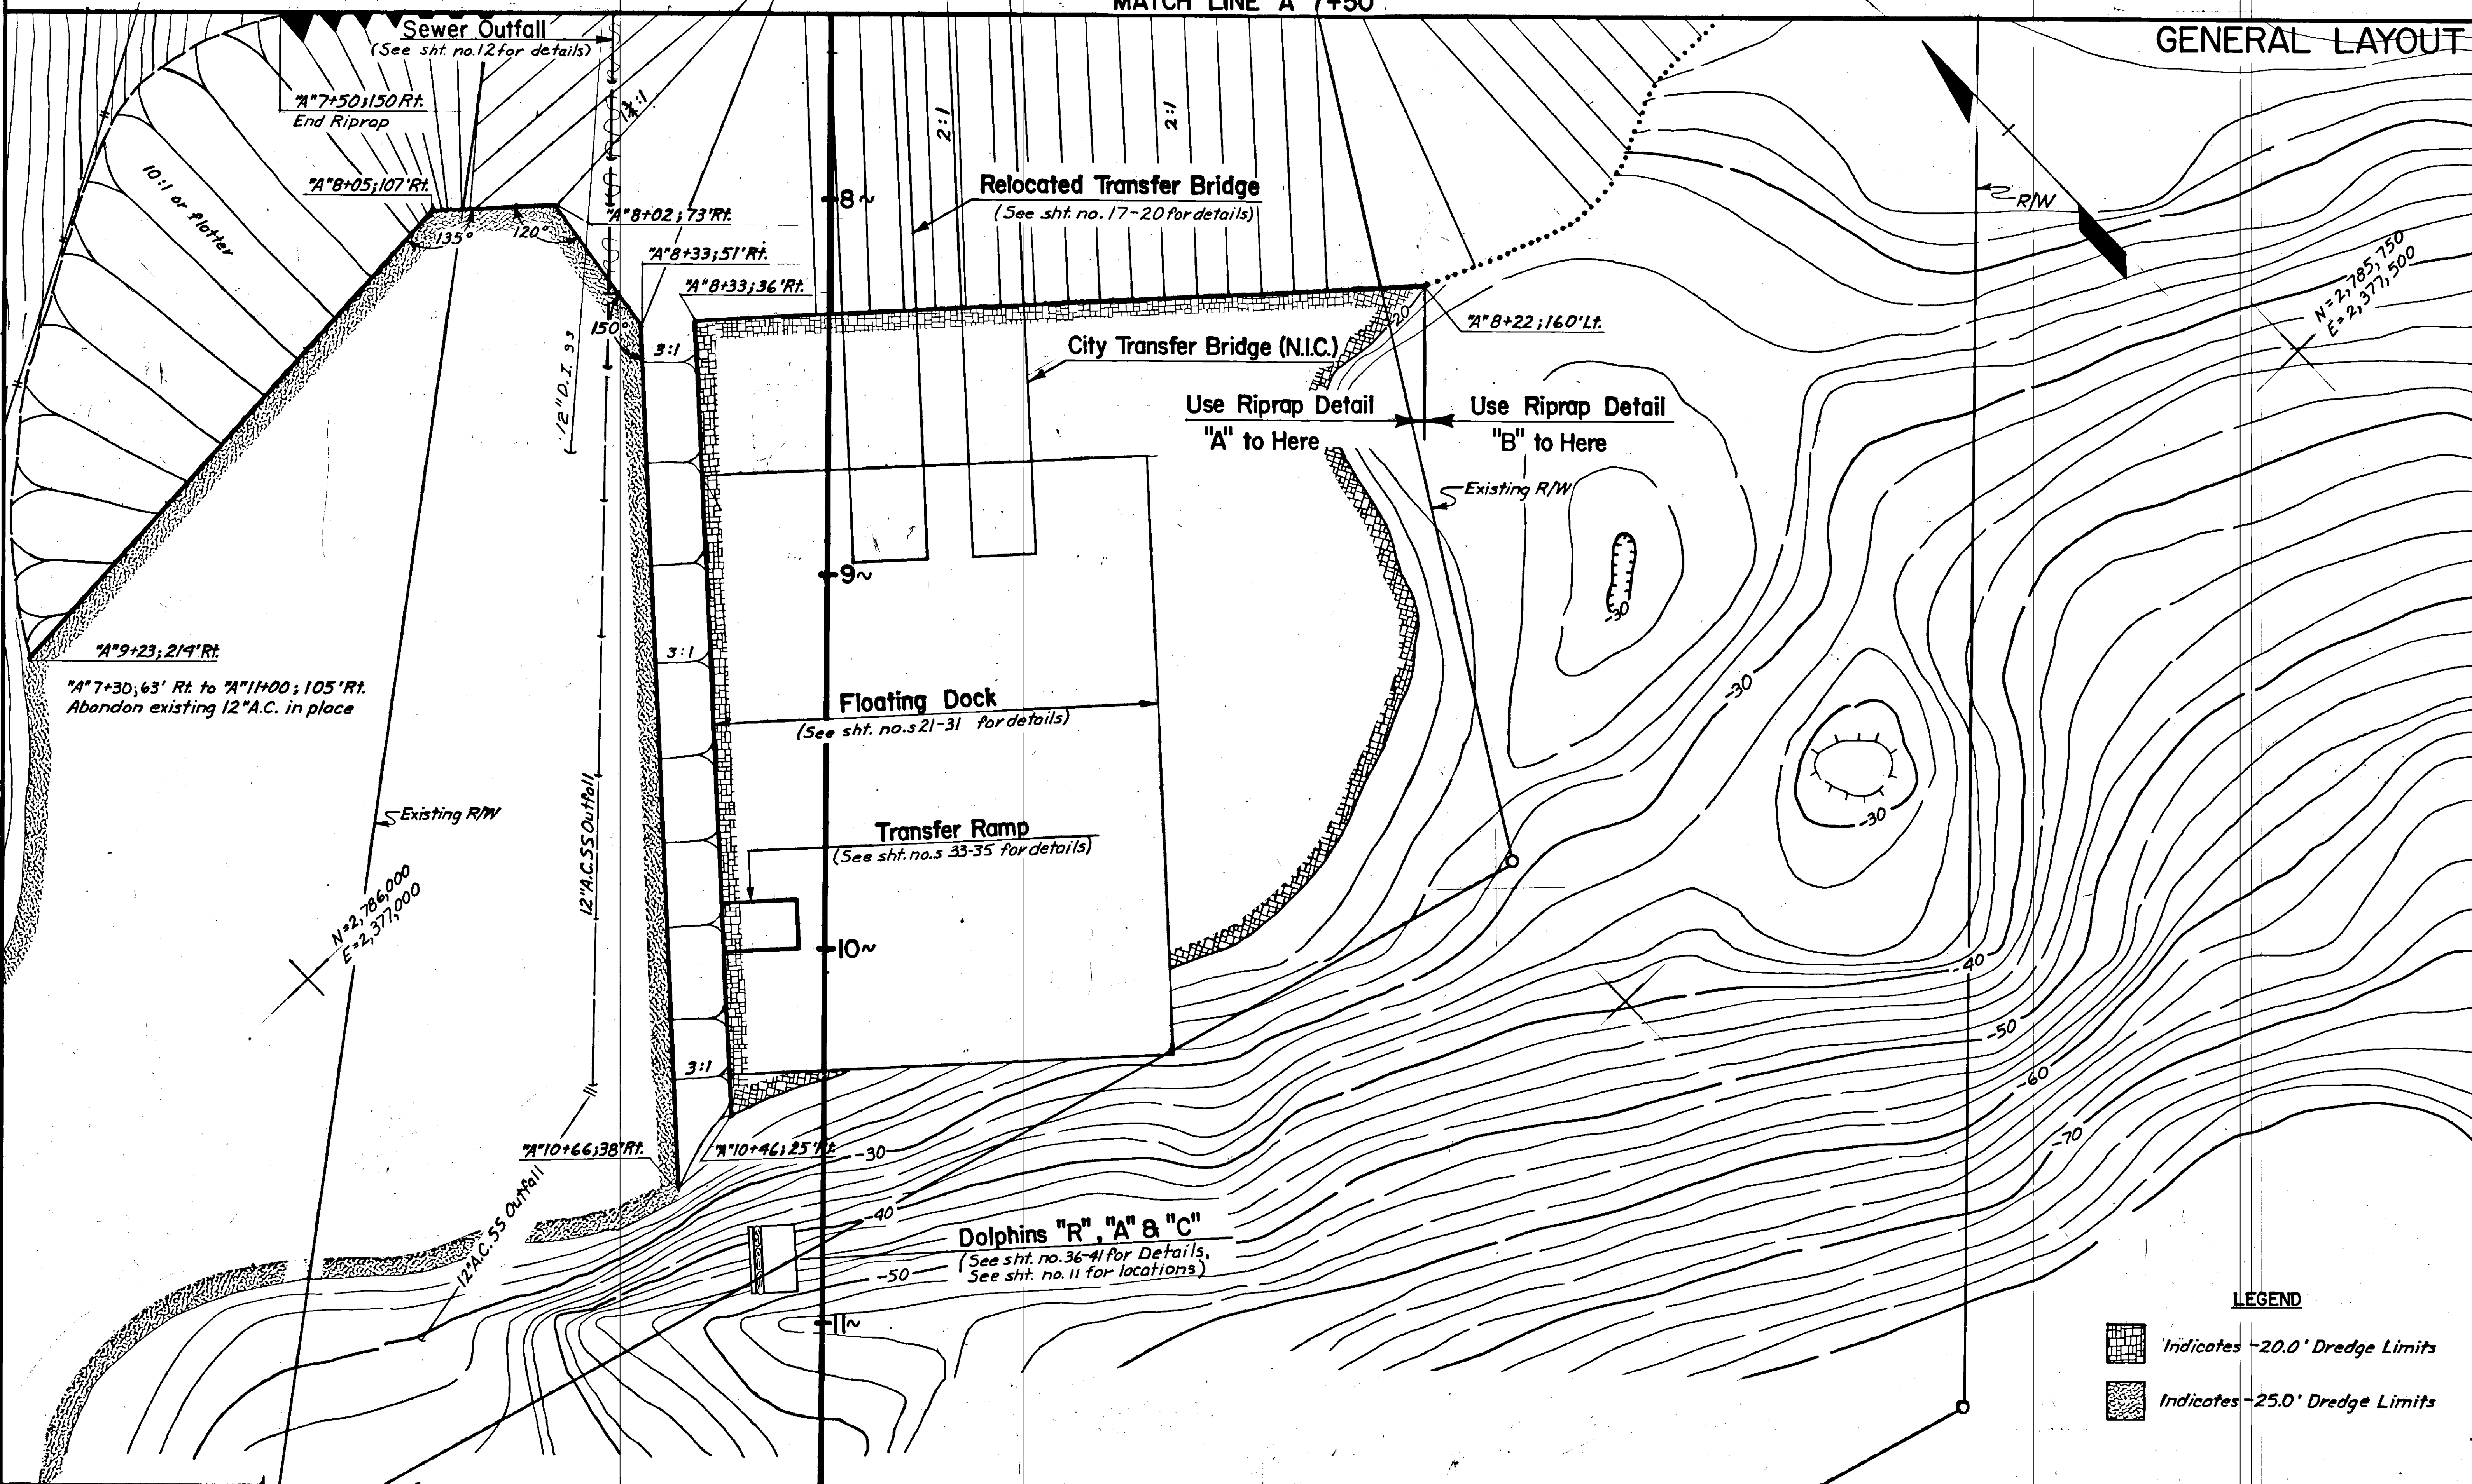 MATCH LINE A 7+50
GENERAL LAYOUT
Sewer Outfall
(See sht. no. 12 for details)
"A" 7+50; 150 Rt.
End Riprap
10:1 or flatter
"A" 8+05; 107' Rt.
135°
120°
"A" 8+02; 73' Rt.
"A" 8+33; 51' Rt.
"A" 8+33; 36' Rt.
150°
2:1
2:1
Relocated Transfer Bridge
(See sht. no. 17-20 for details)
8
R/W
N = 2,785,750
E = 2,377,500
-20
"A" 8+22; 160' Lt.
City Transfer Bridge (N.I.C.)
Use Riprap Detail
"A" to Here
Use Riprap Detail
"B" to Here
Existing R/W
3:1
12" D.I. SS
9
-30
"A" 9+23; 214' Rt.
"A" 7+30; 63' Rt. to "A" 11+00; 105' Rt.
Abandon existing 12" A.C. in place
3:1
Floating Dock
(See sht. no.s 21-31 for details)
-30
Existing R/W
12" A.C. SS Outfall
Transfer Ramp
(See sht. no.s 33-35 for details)
-30
N = 2,786,000
E = 2,377,000
10
-40
-50
-60
-70
3:1
"A" 10+66; 38' Rt.
"A" 10+46; 25' Rt.
-30
12" A.C. SS Outfall
-40
Dolphins "R", "A" & "C"
(See sht. no. 36-41 for Details,
See sht. no. 11 for locations)
-50
11
LEGEND
Indicates -20.0' Dredge Limits
Indicates -25.0' Dredge Limits